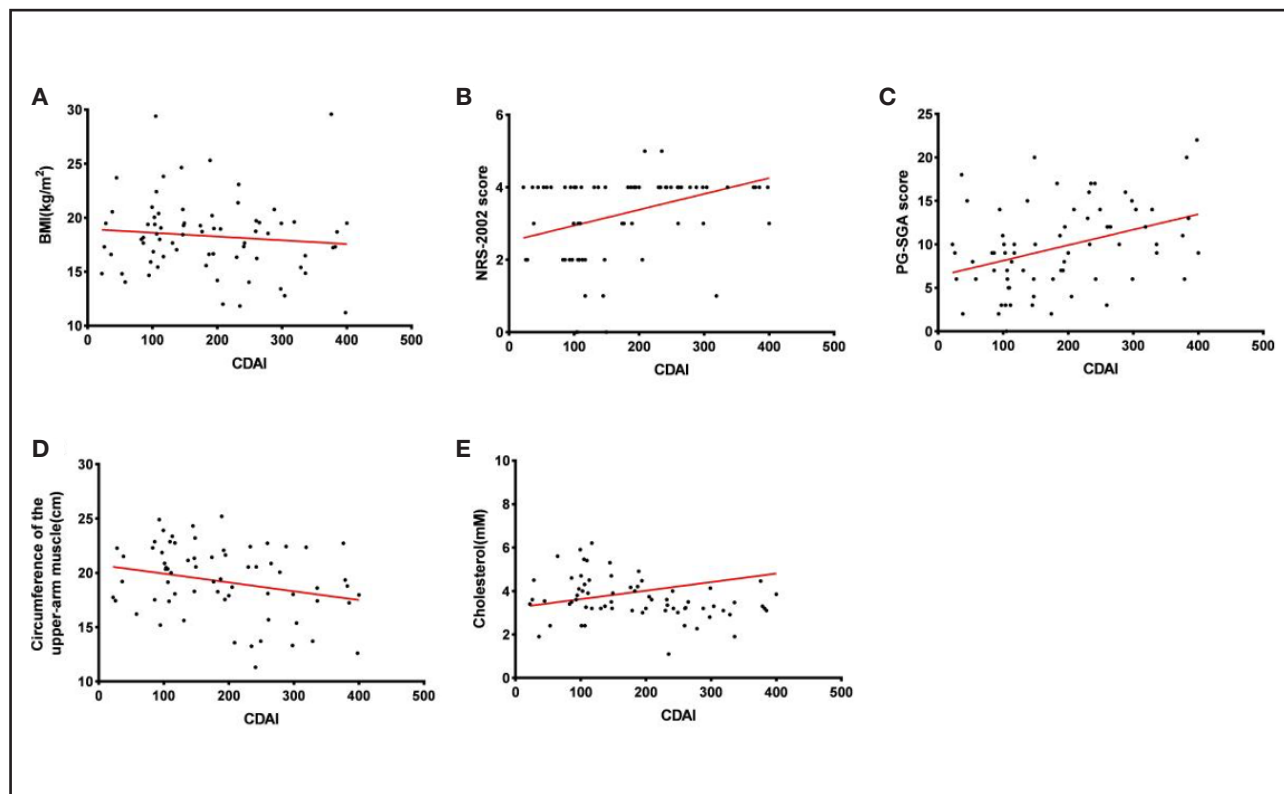 A
BMI(kg/m²)
30
25
20
15
10
0 100 200 300 400 500
CDAI
B
NRS-2002 score
6
4
2
0
0 100 200 300 400 500
CDAI
C
PG-SGA score
25
20
15
10
5
0
0 100 200 300 400 500
CDAI
D
Circumference of the
upper-arm muscle(cm)
30
25
20
15
10
0 100 200 300 400 500
CDAI
E
Cholesterol(mM)
10
8
6
4
2
0
0 100 200 300 400 500
CDAI